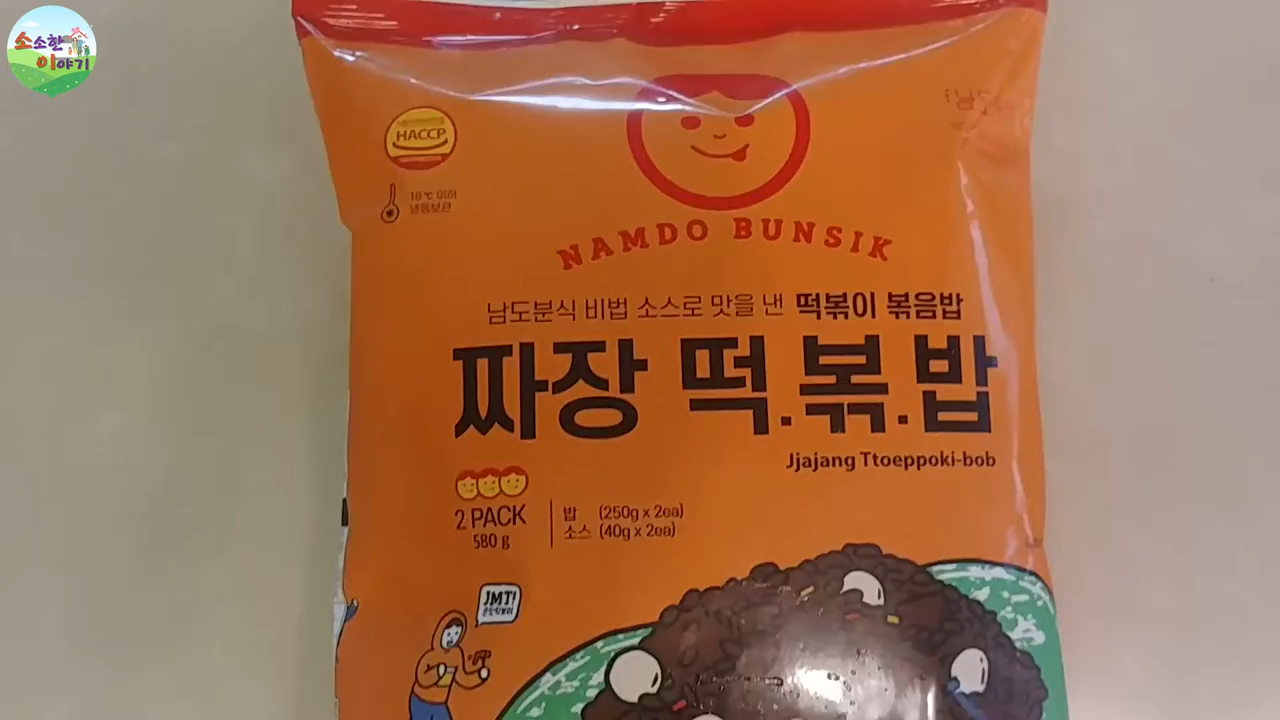 소소한
이야기
HACCP
18℃ 이하
냉동보관
NAMDO BUNSIK
남도분식 비법 소스로 맛을 낸 떡볶이 볶음밥
짜장 떡.볶.밥
Jjajang Ttoeppoki-bob
2 PACK
580 g
밥 (250g x 2ea)
소스 (40g x 2ea)
JMT!